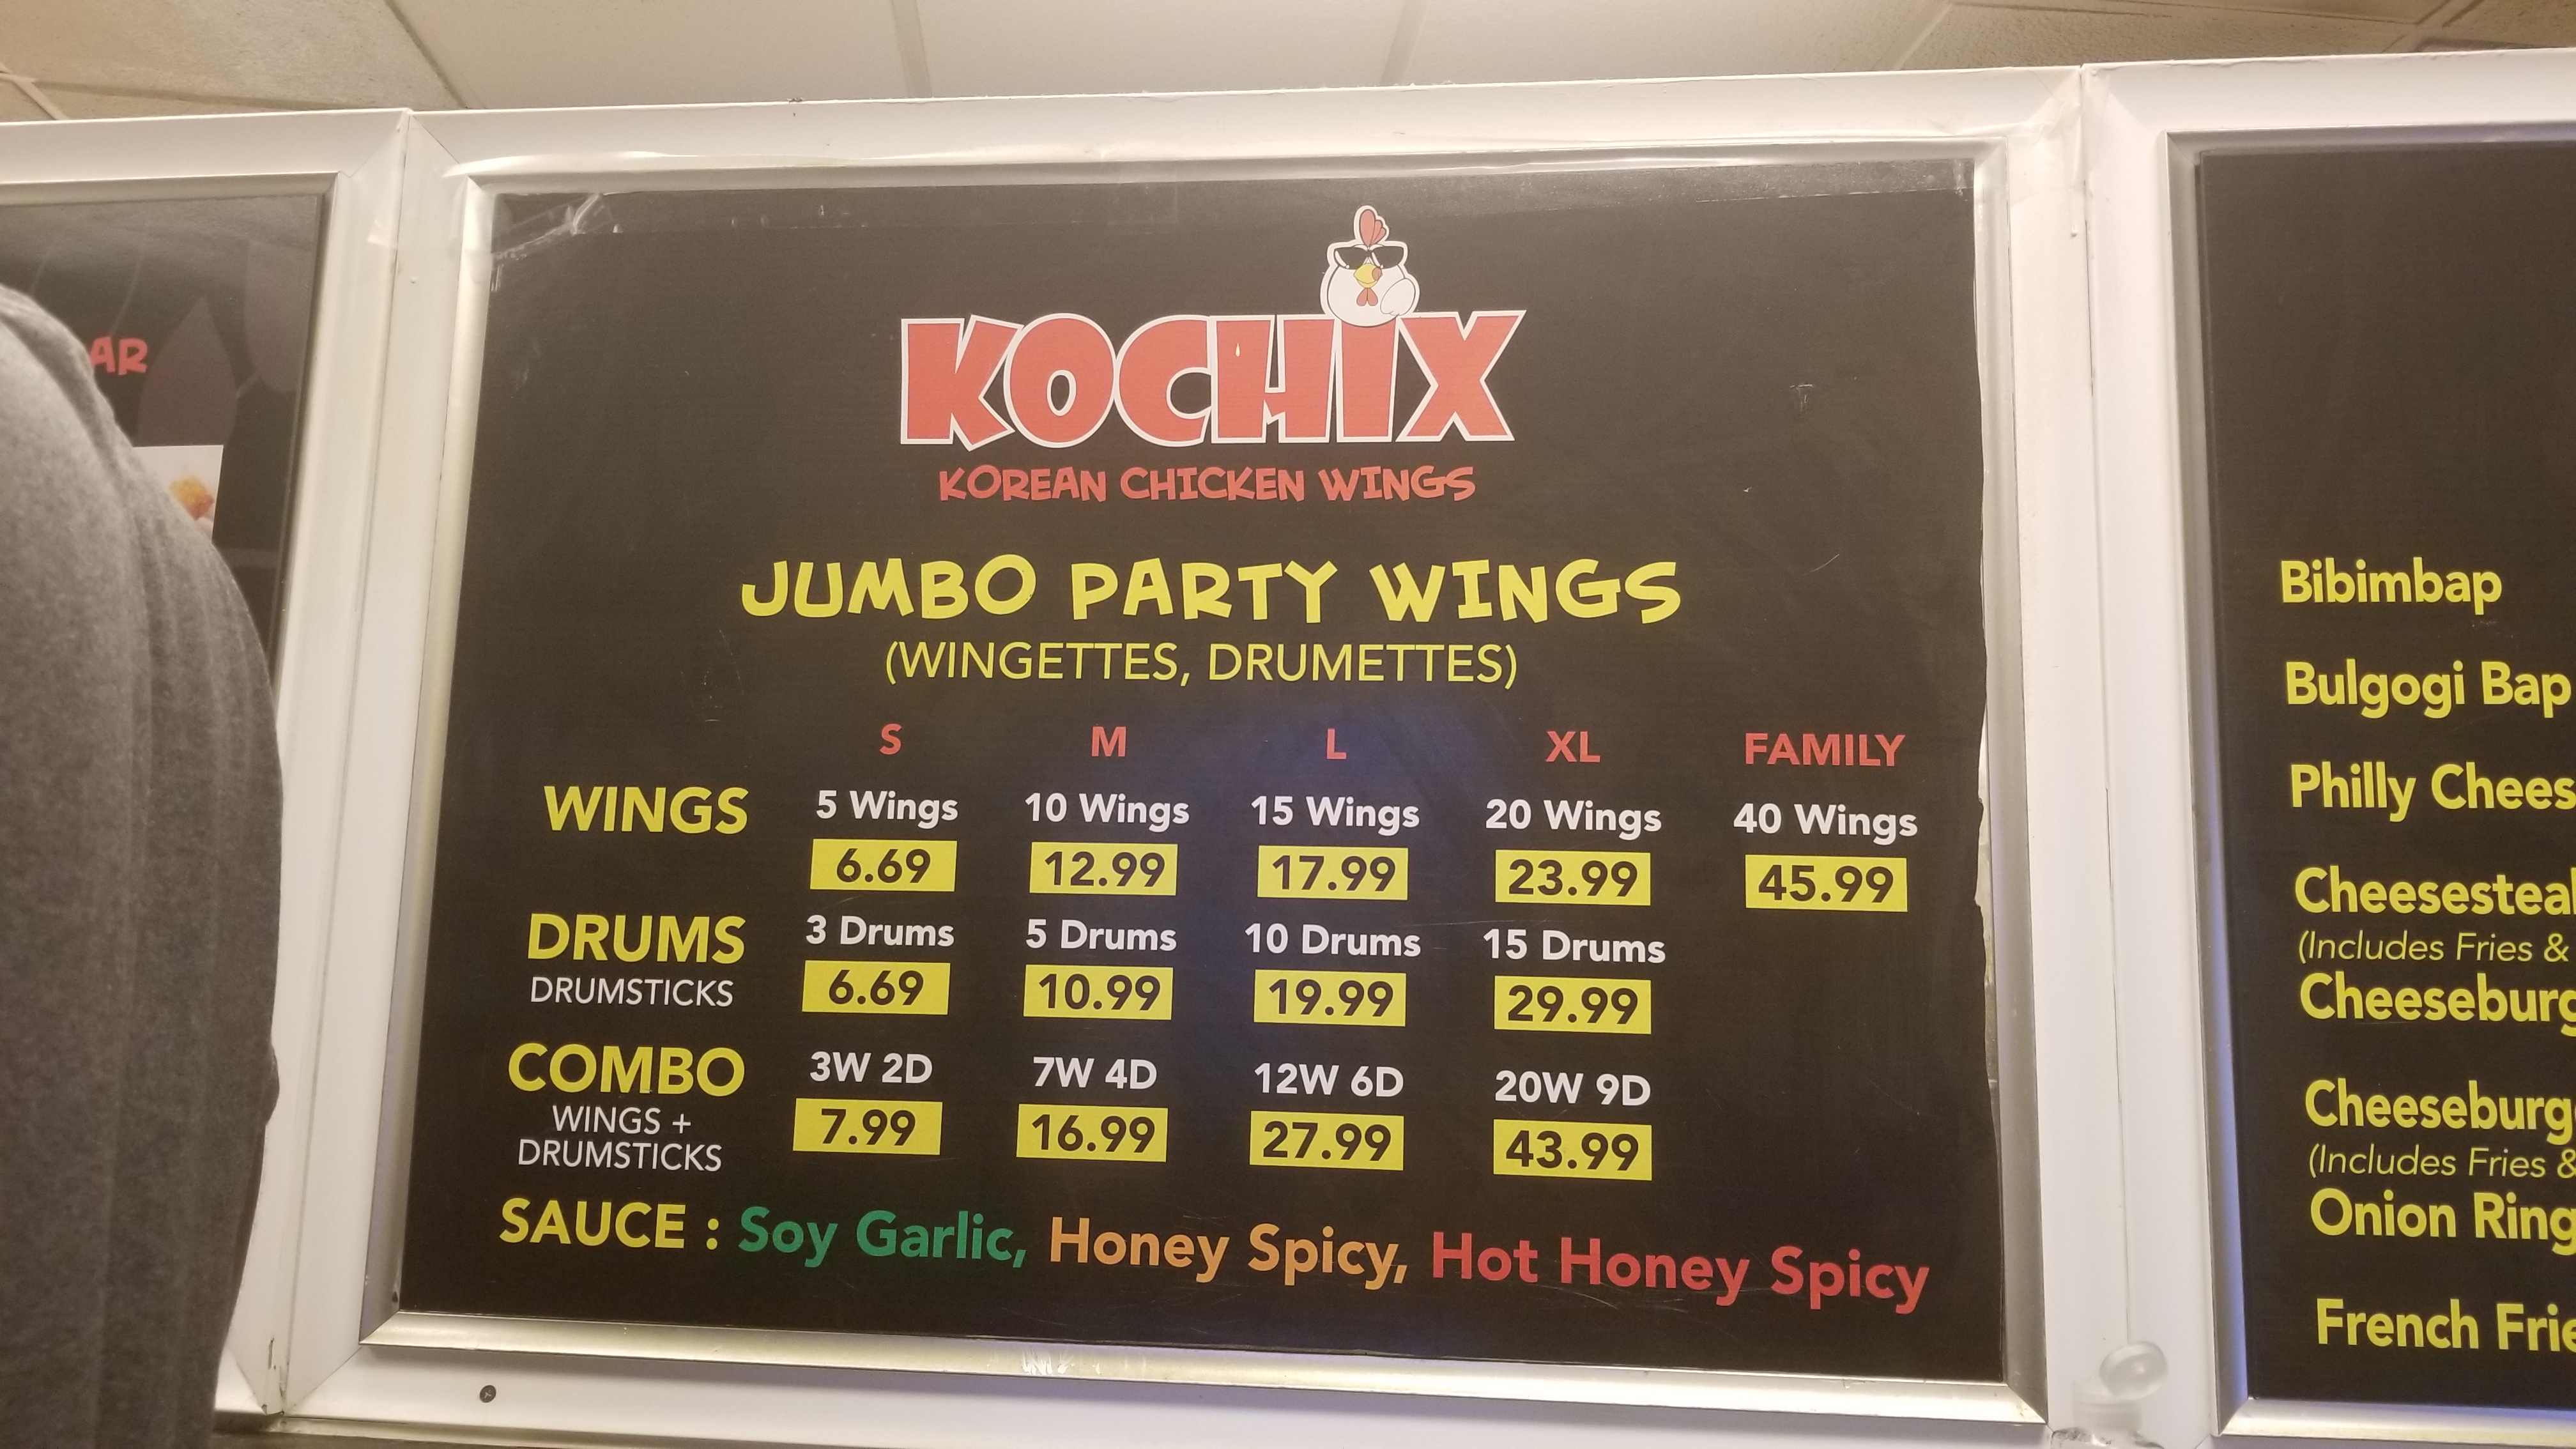 AR
KOCHIX
KOREAN CHICKEN WINGS
JUMBO PARTY WINGS
(WINGETTES, DRUMETTES)
S M L XL FAMILY
WINGS 5 Wings 10 Wings 15 Wings 20 Wings 40 Wings
6.69 12.99 17.99 23.99 45.99
DRUMS 3 Drums 5 Drums 10 Drums 15 Drums
DRUMSTICKS 6.69 10.99 19.99 29.99
COMBO 3W 2D 7W 4D 12W 6D 20W 9D
WINGS + 7.99 16.99 27.99 43.99
DRUMSTICKS
SAUCE : Soy Garlic, Honey Spicy, Hot Honey Spicy
Bibimbap
Bulgogi Bap
Philly Chees
Cheesesteal
(Includes Fries &
Cheeseburg
Cheeseburg
(Includes Fries &
Onion Ring
French Frie